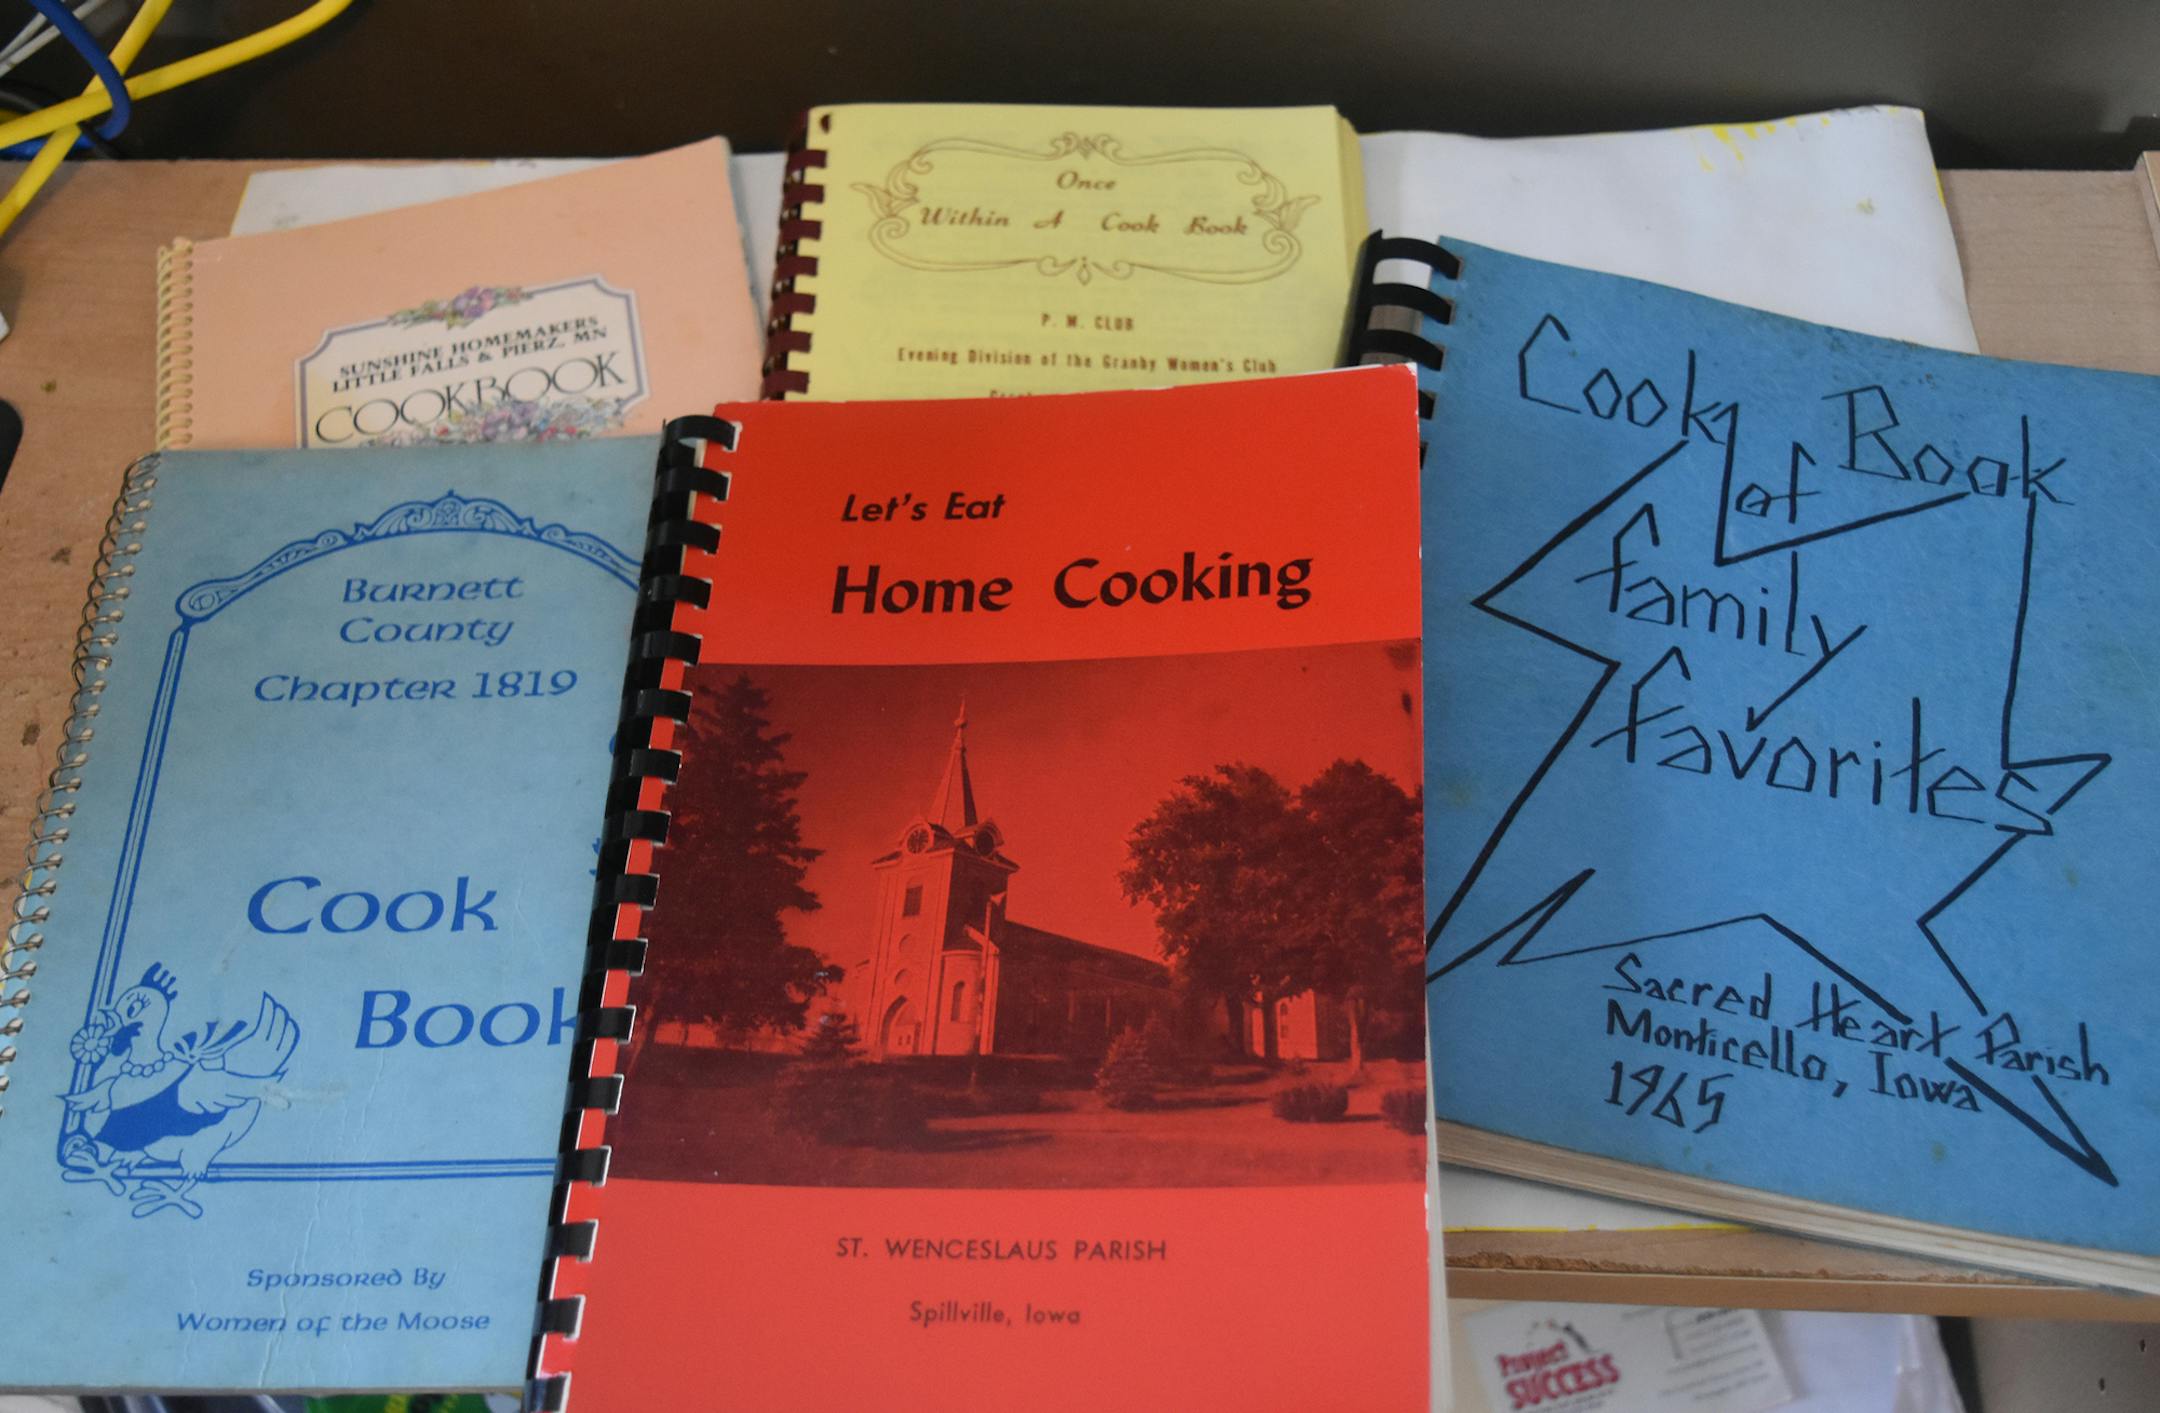 SUNSHINE HOMEMAKERS
LITTLE FALLS & PIERZ, MN
COOKBOOK
Once
Within A Cook Book
P. M. CLUB
Evening Division of the Granby Women's Club
Cook Book
of
family
favorites
Sacred Heart Parish
Monticello, Iowa
1965
Burnett
County
Chapter 1819
Cook
Book
Sponsored By
Women of the Moose
Let's Eat
Home Cooking
ST. WENCESLAUS PARISH
Spillville, Iowa
Project
SUCCESS